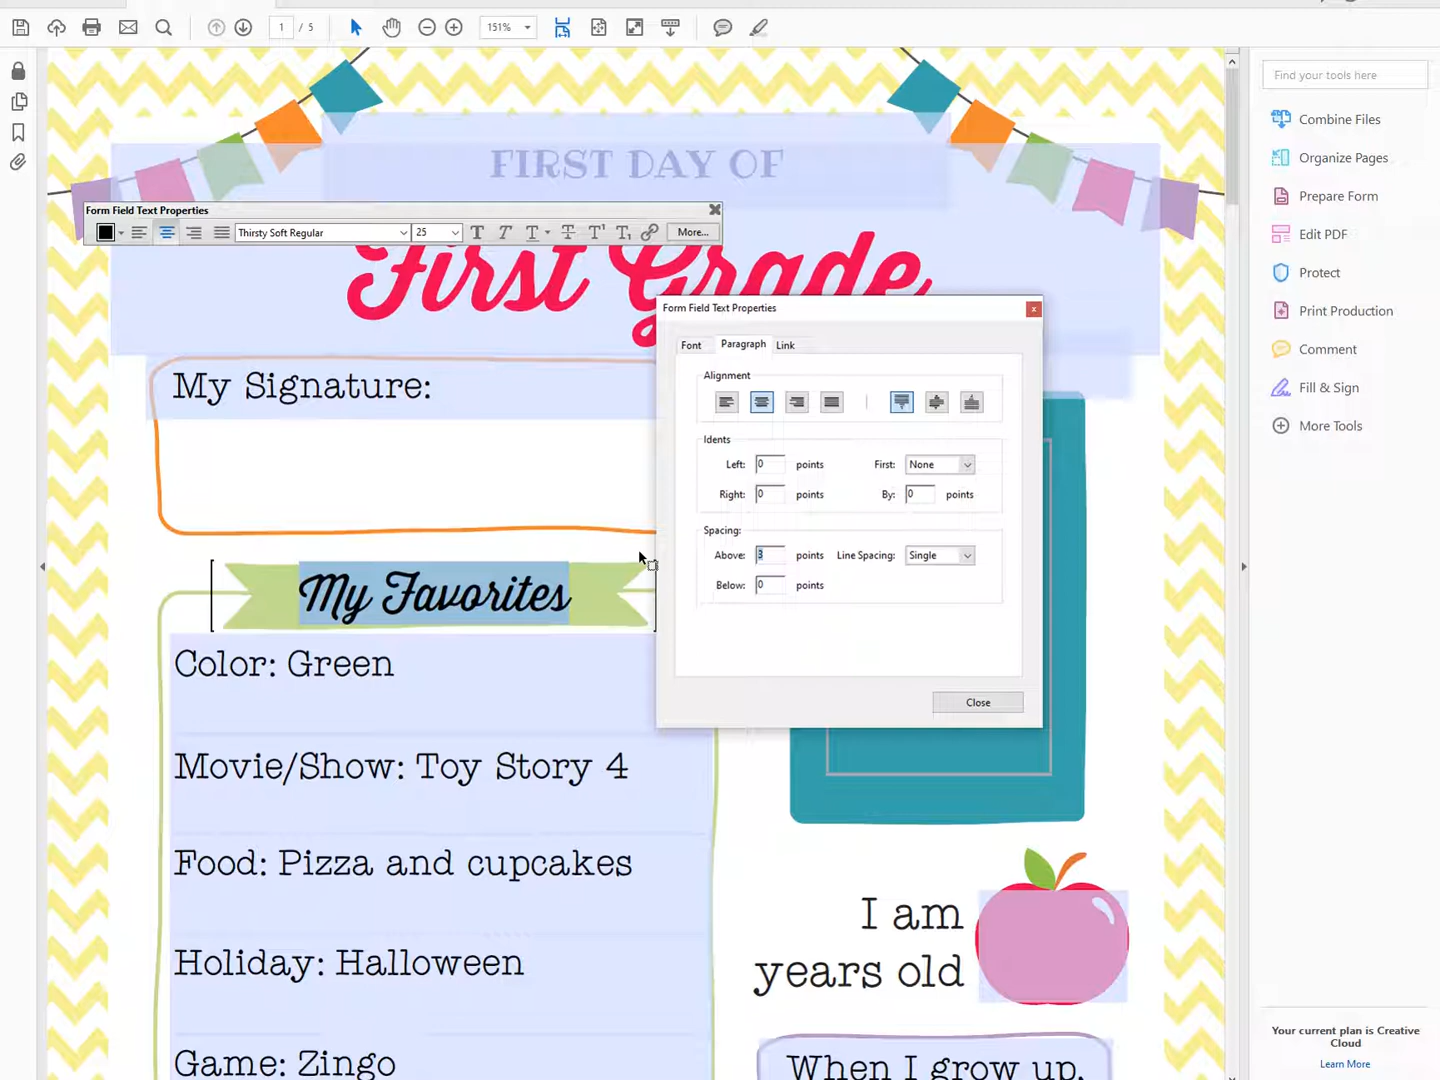 1 / 5
151%
Find your tools here
Combine Files
Organize Pages
Prepare Form
Edit PDF
Protect
Print Production
Comment
Fill & Sign
More Tools
Your current plan is Creative
Cloud
Learn More
FIRST DAY OF
Form Field Text Properties
Thirsty Soft Regular
25
T T T T T¹ T₁
More...
First Grade
My Signature:
My Favorites
Color: Green
Movie/Show: Toy Story 4
Food: Pizza and cupcakes
Holiday: Halloween
Game: Zingo
Form Field Text Properties
x
Font Paragraph Link
Alignment
Idents
Left: 0 points First: None
Right: 0 points By: 0 points
Spacing:
Above: 3 points Line Spacing: Single
Below: 0 points
Close
I am
years old
When I grow up,